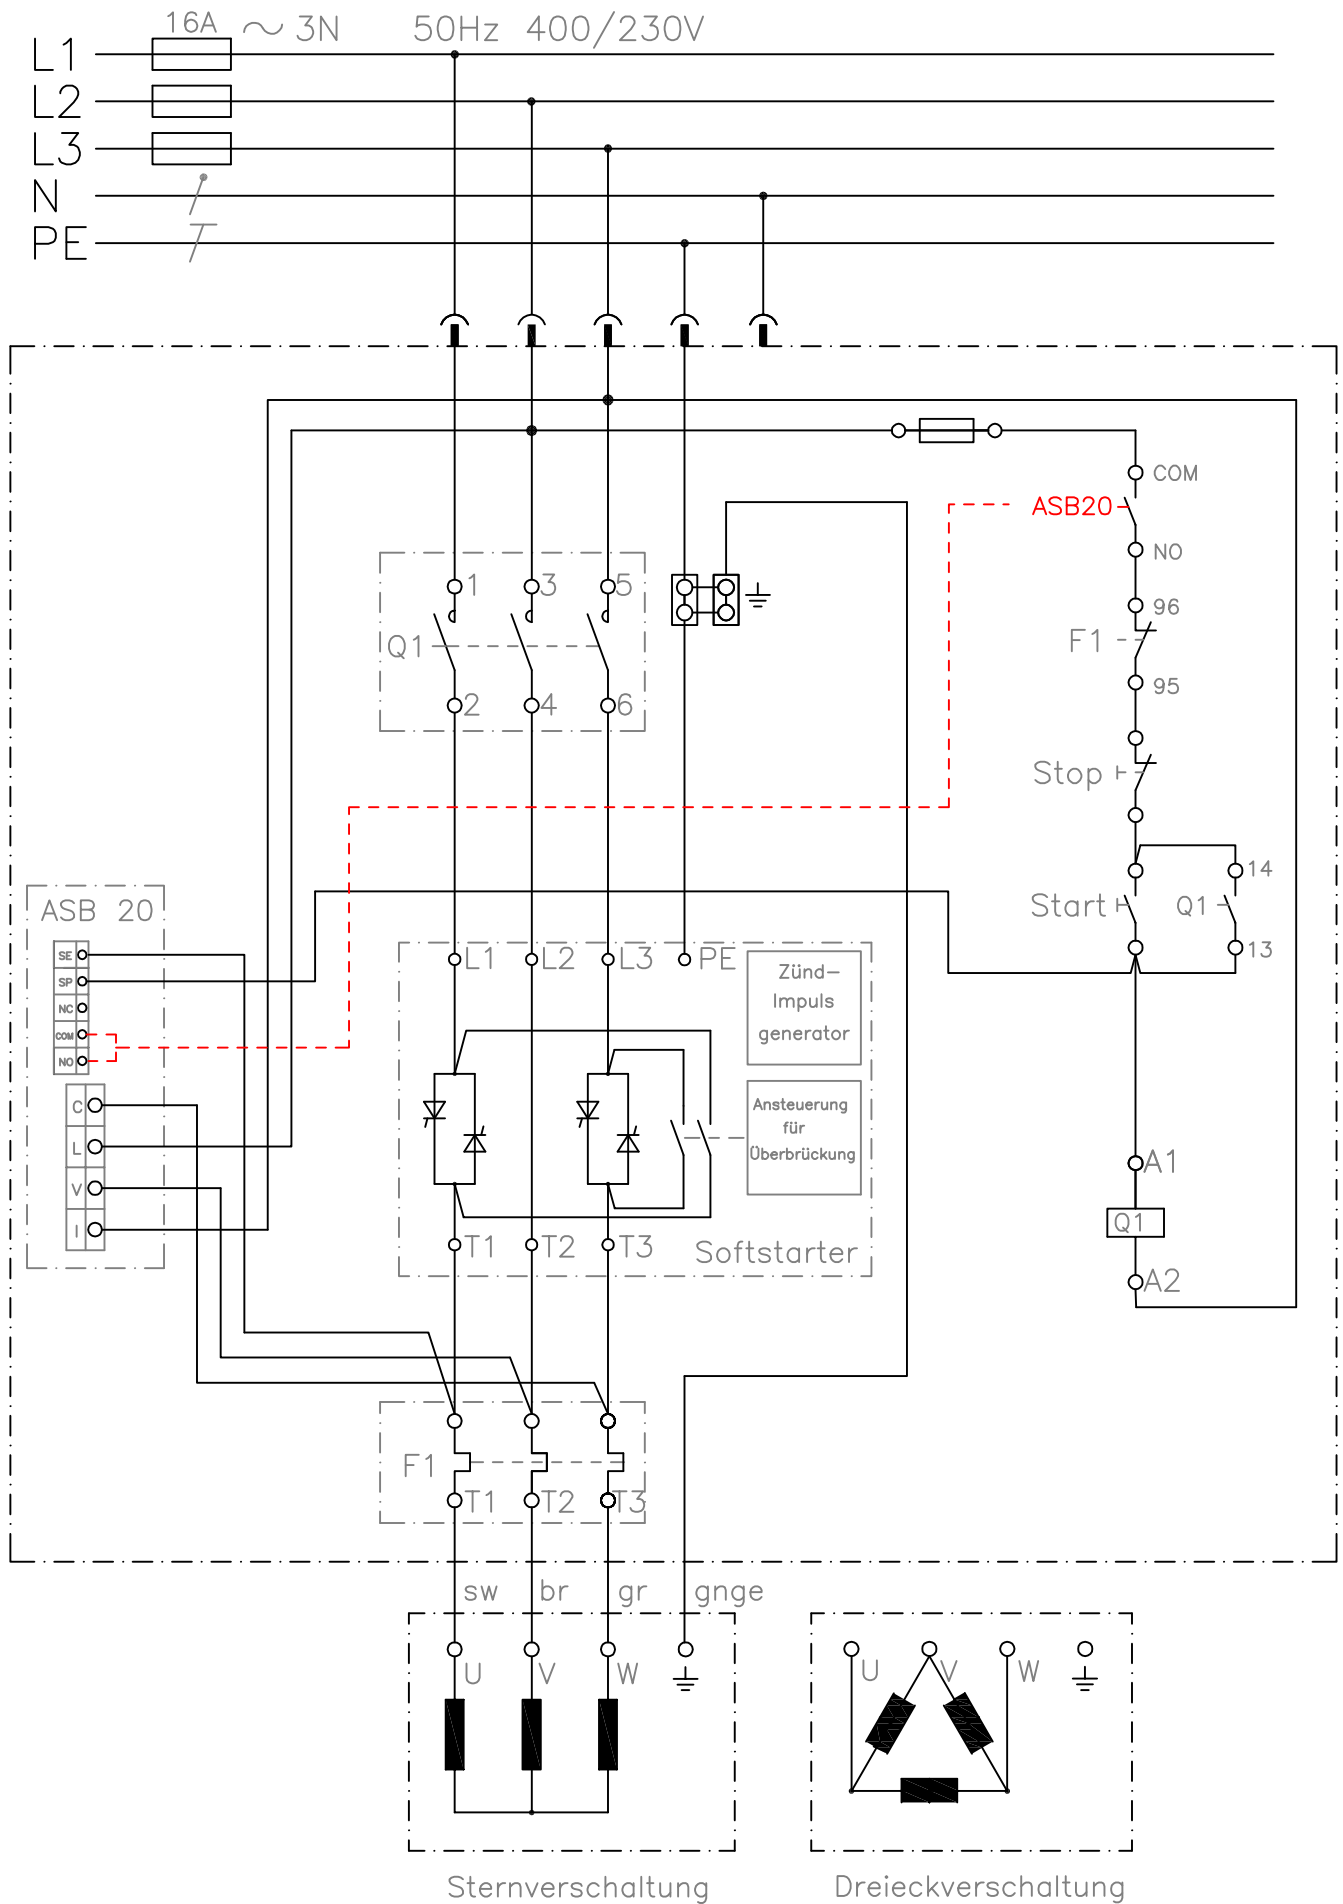 16A ~ 3N 50Hz 400/230V
L1
L2
L3
N
PE
COM
ASB20
NO
1 3 5
96
Q1
F1
2 4 6
95
Stop
14
ASB 20
Start
Q1
13
SE
SP
NC
COM
NO
L1 L2 L3 PE
Zünd-
Impuls
generator
C
L
V
I
Ansteuerung
für
Überbrückung
A1
Q1
A2
T1 T2 T3
Softstarter
F1
T1 T2 T3
sw br gr gnge
U V W
U V W
Sternverschaltung
Dreieckverschaltung